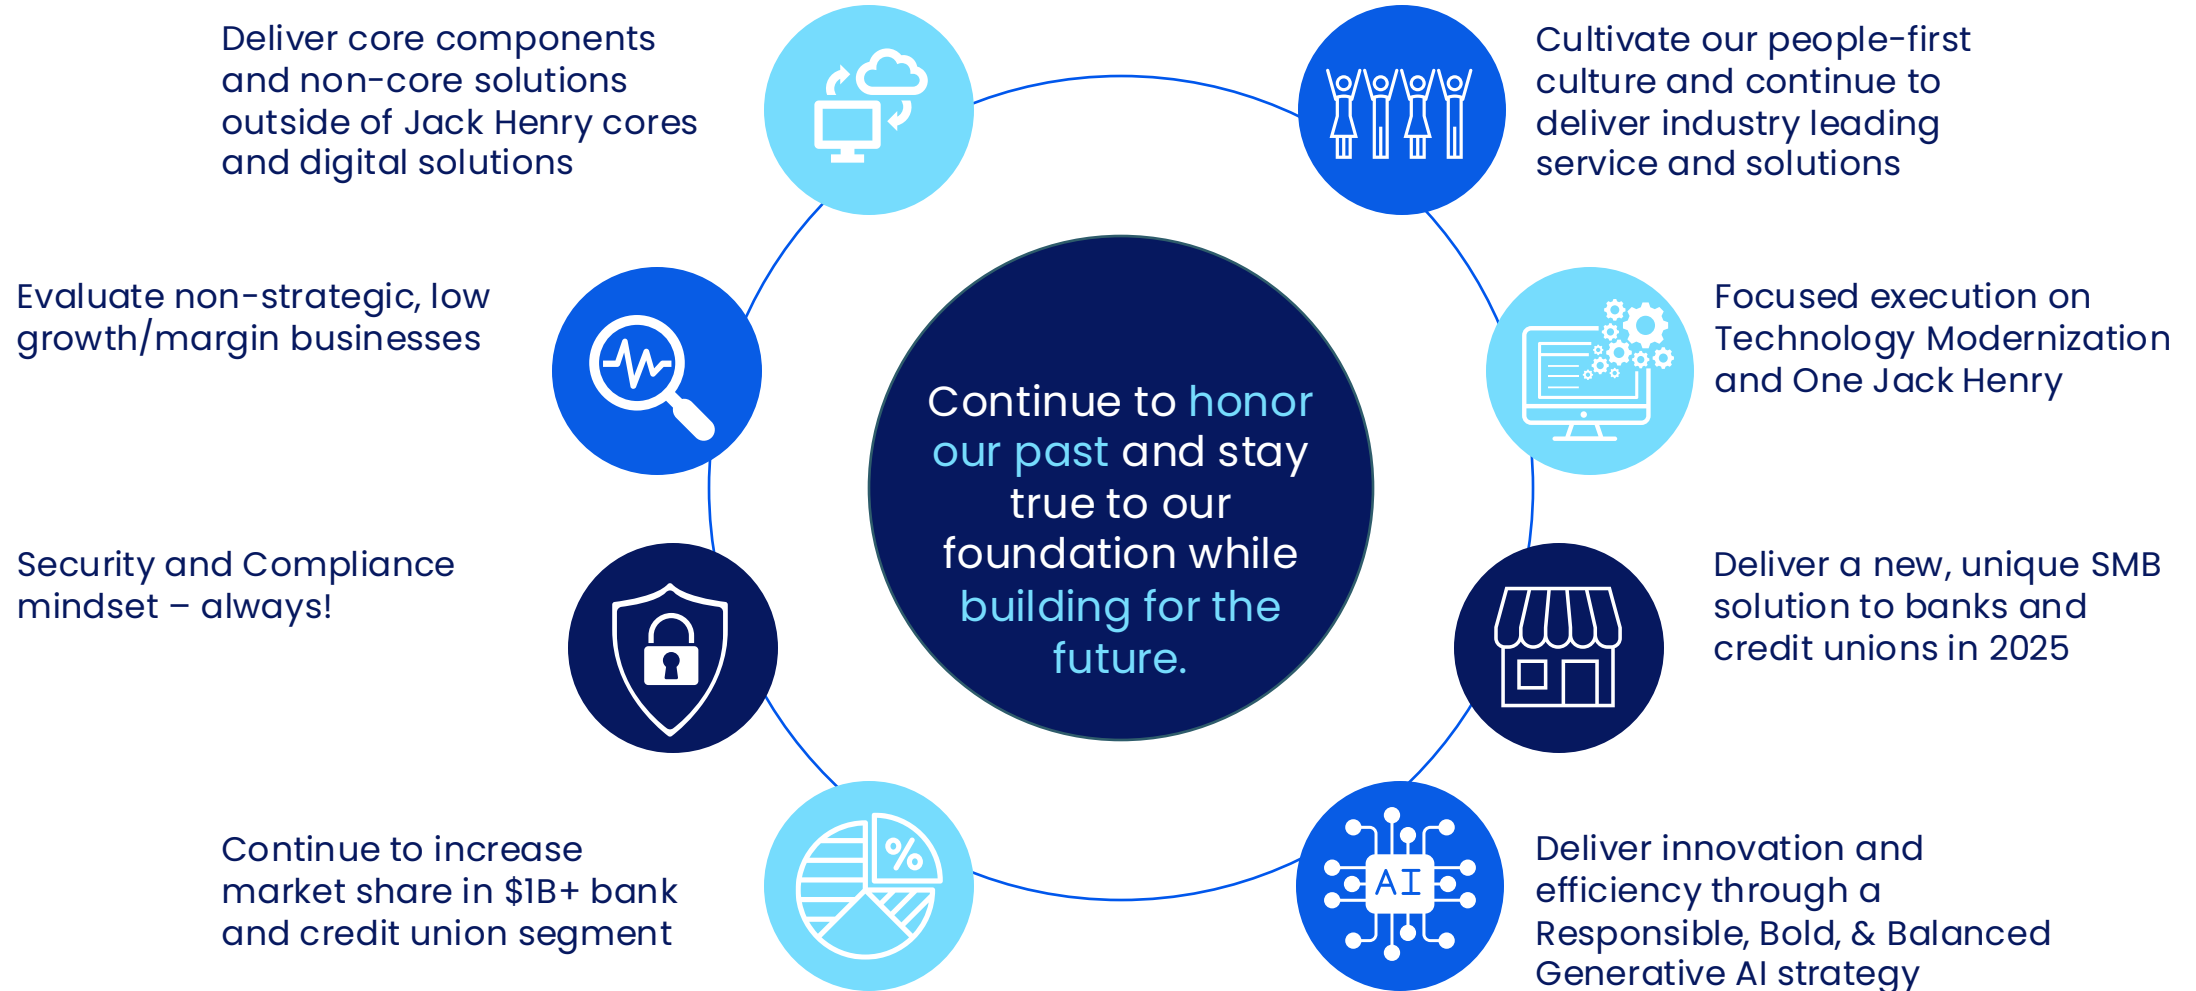 Deliver core components
and non-core solutions
outside of Jack Henry cores
and digital solutions
Cultivate our people-first
culture and continue to
deliver industry leading
service and solutions
Evaluate non-strategic, low
growth/margin businesses
Focused execution on
Technology Modernization
and One Jack Henry
Continue to honor
our past and stay
true to our
foundation while
building for the
future.
Security and Compliance
mindset – always!
Deliver a new, unique SMB
solution to banks and
credit unions in 2025
Continue to increase
market share in $1B+ bank
and credit union segment
%
AI
Deliver innovation and
efficiency through a
Responsible, Bold, & Balanced
Generative AI strategy